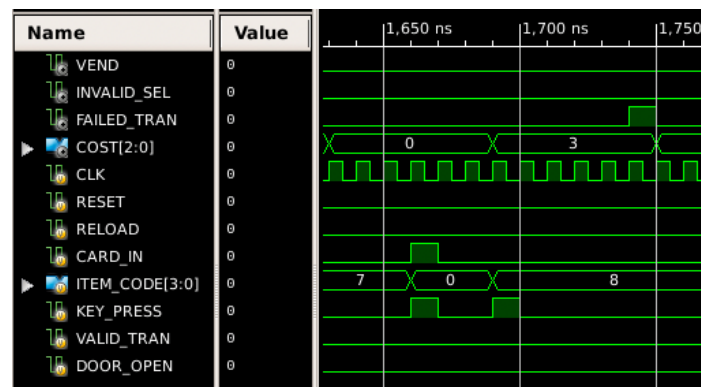 Name Value 1,650 ns 1,700 ns 1,750
VEND 0
INVALID_SEL 0
FAILED_TRAN 0
COST[2:0] 0 0 3
CLK 0
RESET 0
RELOAD 0
CARD_IN 0
ITEM_CODE[3:0] 0 7 0 8
KEY_PRESS 0
VALID_TRAN 0
DOOR_OPEN 0